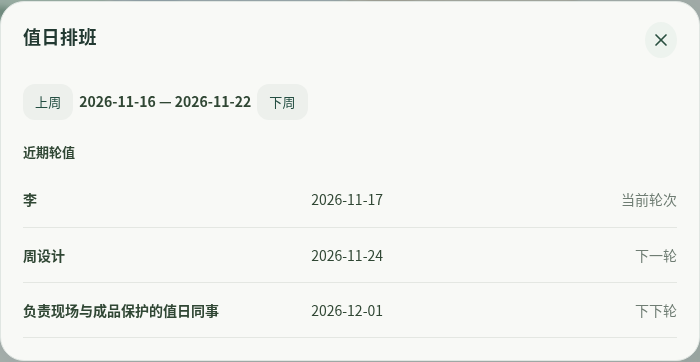 值日排班
上周 2026-11-16 — 2026-11-22 下周
近期轮值
李 2026-11-17 当前轮次
周设计 2026-11-24 下一轮
负责现场与成品保护的值日同事 2026-12-01 下下轮